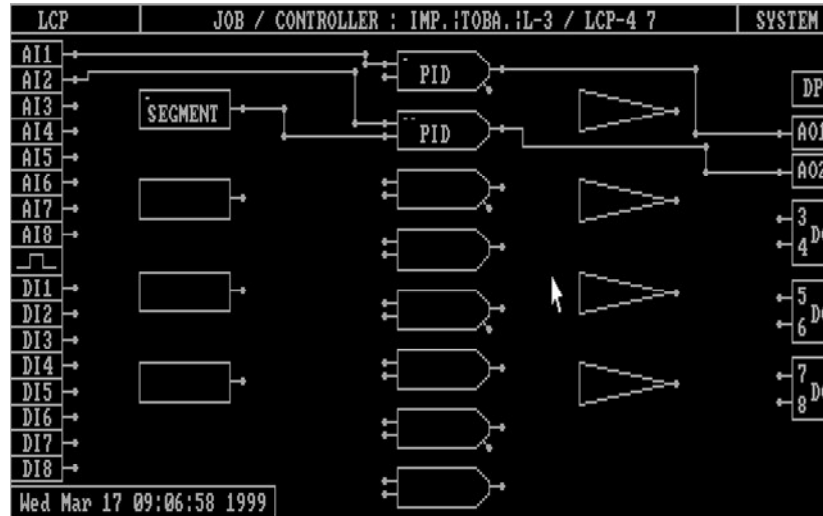 LCP JOB / CONTROLLER : IMP.¦TOBA.¦L-3 / LCP-4 7 SYSTEM
AI1
PID
AI2
DP
AI3
SEGMENT
AI4
PID
AO1
AI5
AO2
AI6
AI7
3
AI8
4
DI1
5
DI2
6
DI3
DI4
7
DI5
8
DI6
DI7
DI8
Wed Mar 17 09:06:58 1999